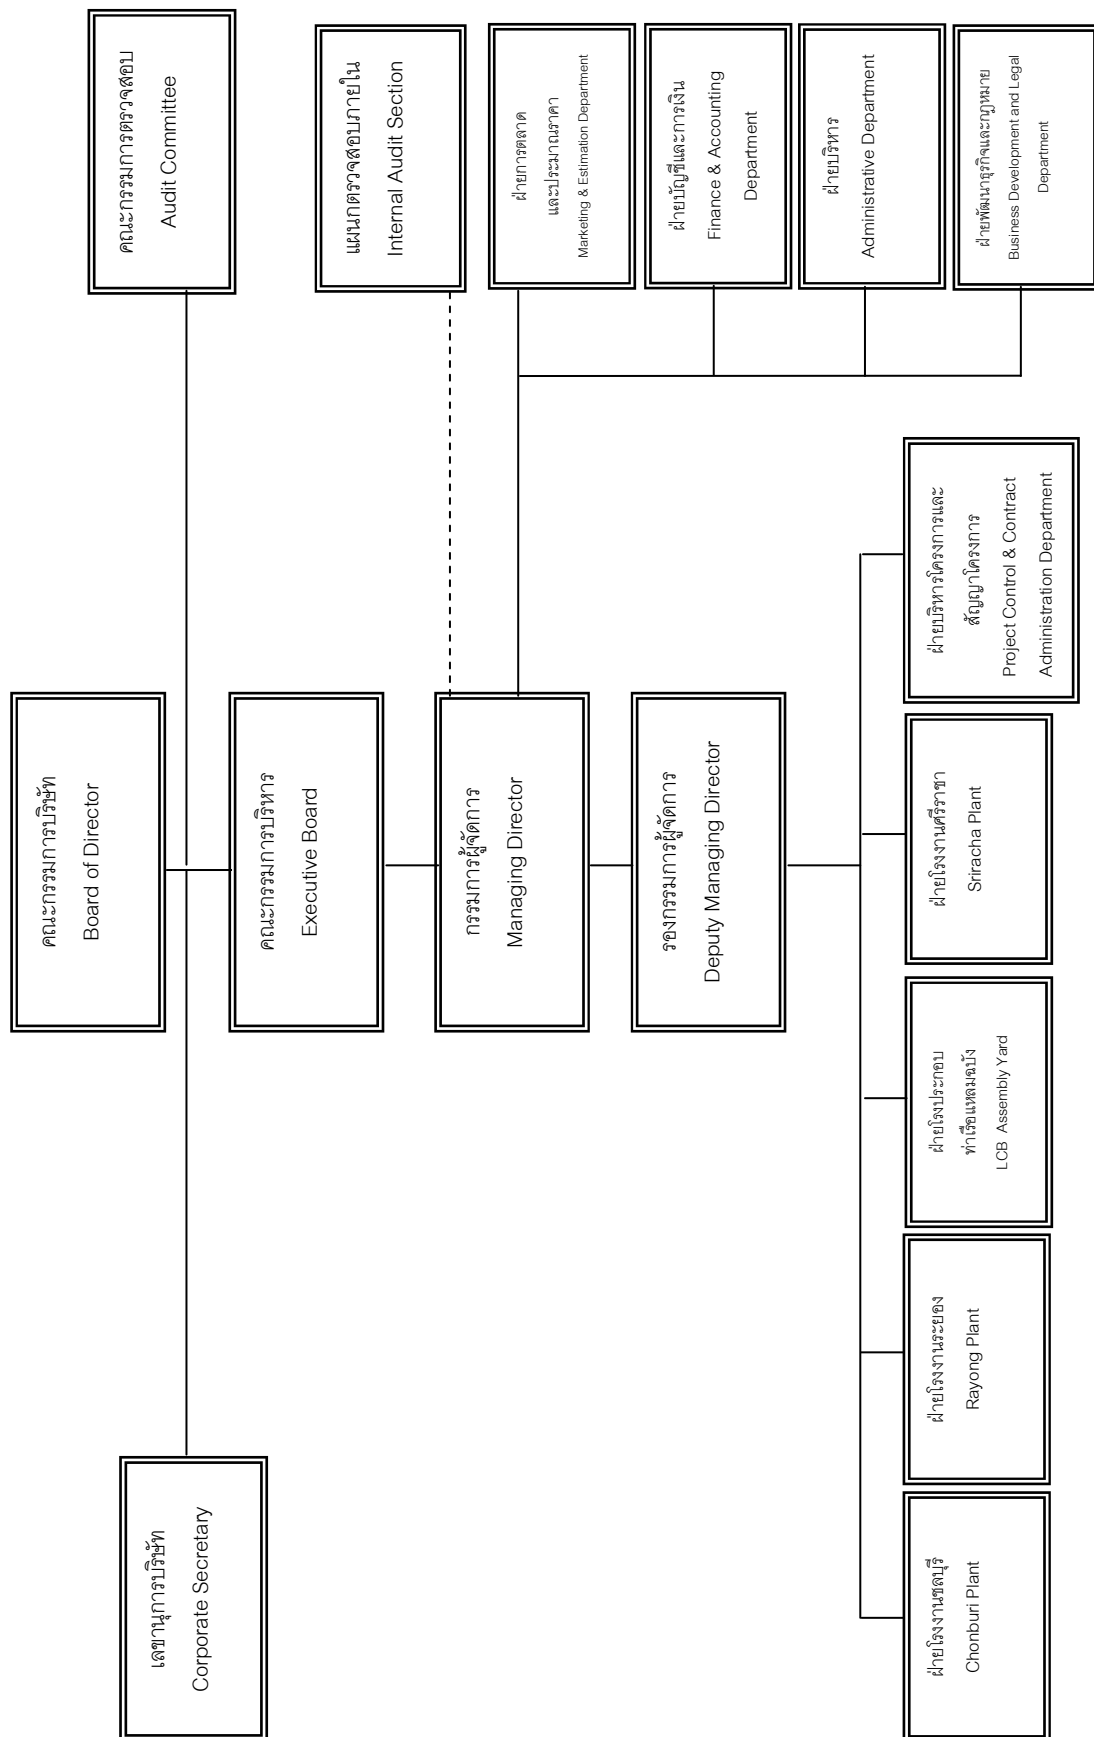 คณะกรรมการบริษัท
Board of Director
เลขานุการบริษัท
Corporate Secretary
คณะกรรมการตรวจสอบ
Audit Committee
คณะกรรมการบริหาร
Executive Board
แผนกตรวจสอบภายใน
Internal Audit Section
กรรมการผู้จัดการ
Managing Director
ฝ่ายการตลาด
และประมาณราคา
Marketing & Estimation Department
ฝ่ายบัญชีและการเงิน
Finance & Accounting
Department
ฝ่ายบริหาร
Administrative Department
ฝ่ายพัฒนาธุรกิจและกฎหมาย
Business Development and Legal
Department
รองกรรมการผู้จัดการ
Deputy Managing Director
ฝ่ายโรงงานชลบุรี
Chonburi Plant
ฝ่ายโรงงานระยอง
Rayong Plant
ฝ่ายโรงประกอบ
ท่าเรือแหลมฉบัง
LCB Assembly Yard
ฝ่ายโรงงานศรีราชา
Sriracha Plant
ฝ่ายบริหารโครงการและ
สัญญาโครงการ
Project Control & Contract
Administration Department